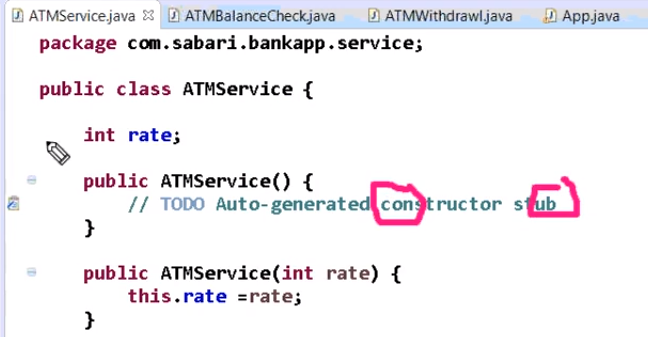 ATMService.java ATMBalanceCheck.java ATMWithdrawl.java App.java
package com.sabari.bankapp.service;
public class ATMService {
int rate;
public ATMService() {
// TODO Auto-generated constructor stub
}
public ATMService(int rate) {
this.rate =rate;
}